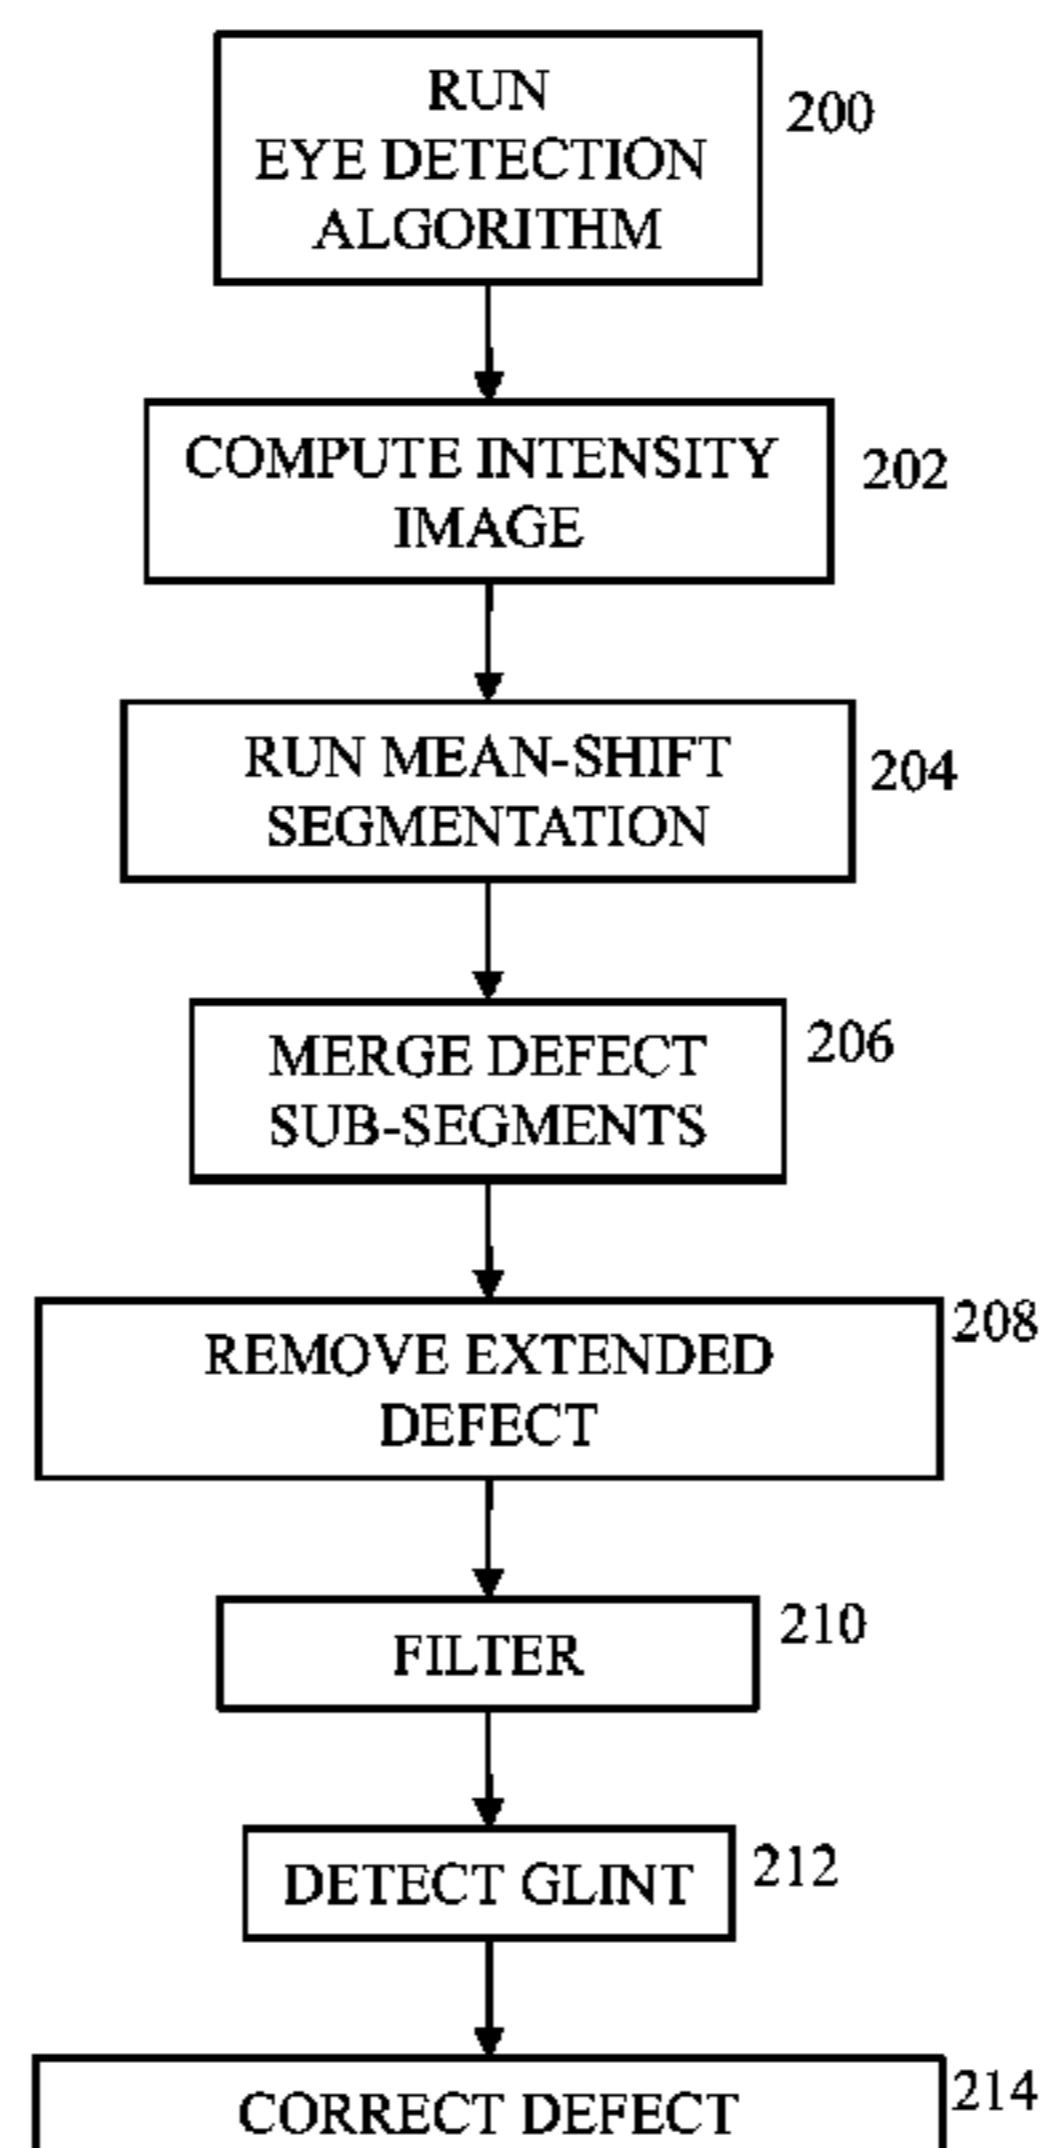 RUN
EYE DETECTION
ALGORITHM
200
COMPUTE INTENSITY
IMAGE
202
RUN MEAN-SHIFT
SEGMENTATION
204
MERGE DEFECT
SUB-SEGMENTS
206
REMOVE EXTENDED
DEFECT
208
FILTER
210
DETECT GLINT
212
CORRECT DEFECT
214